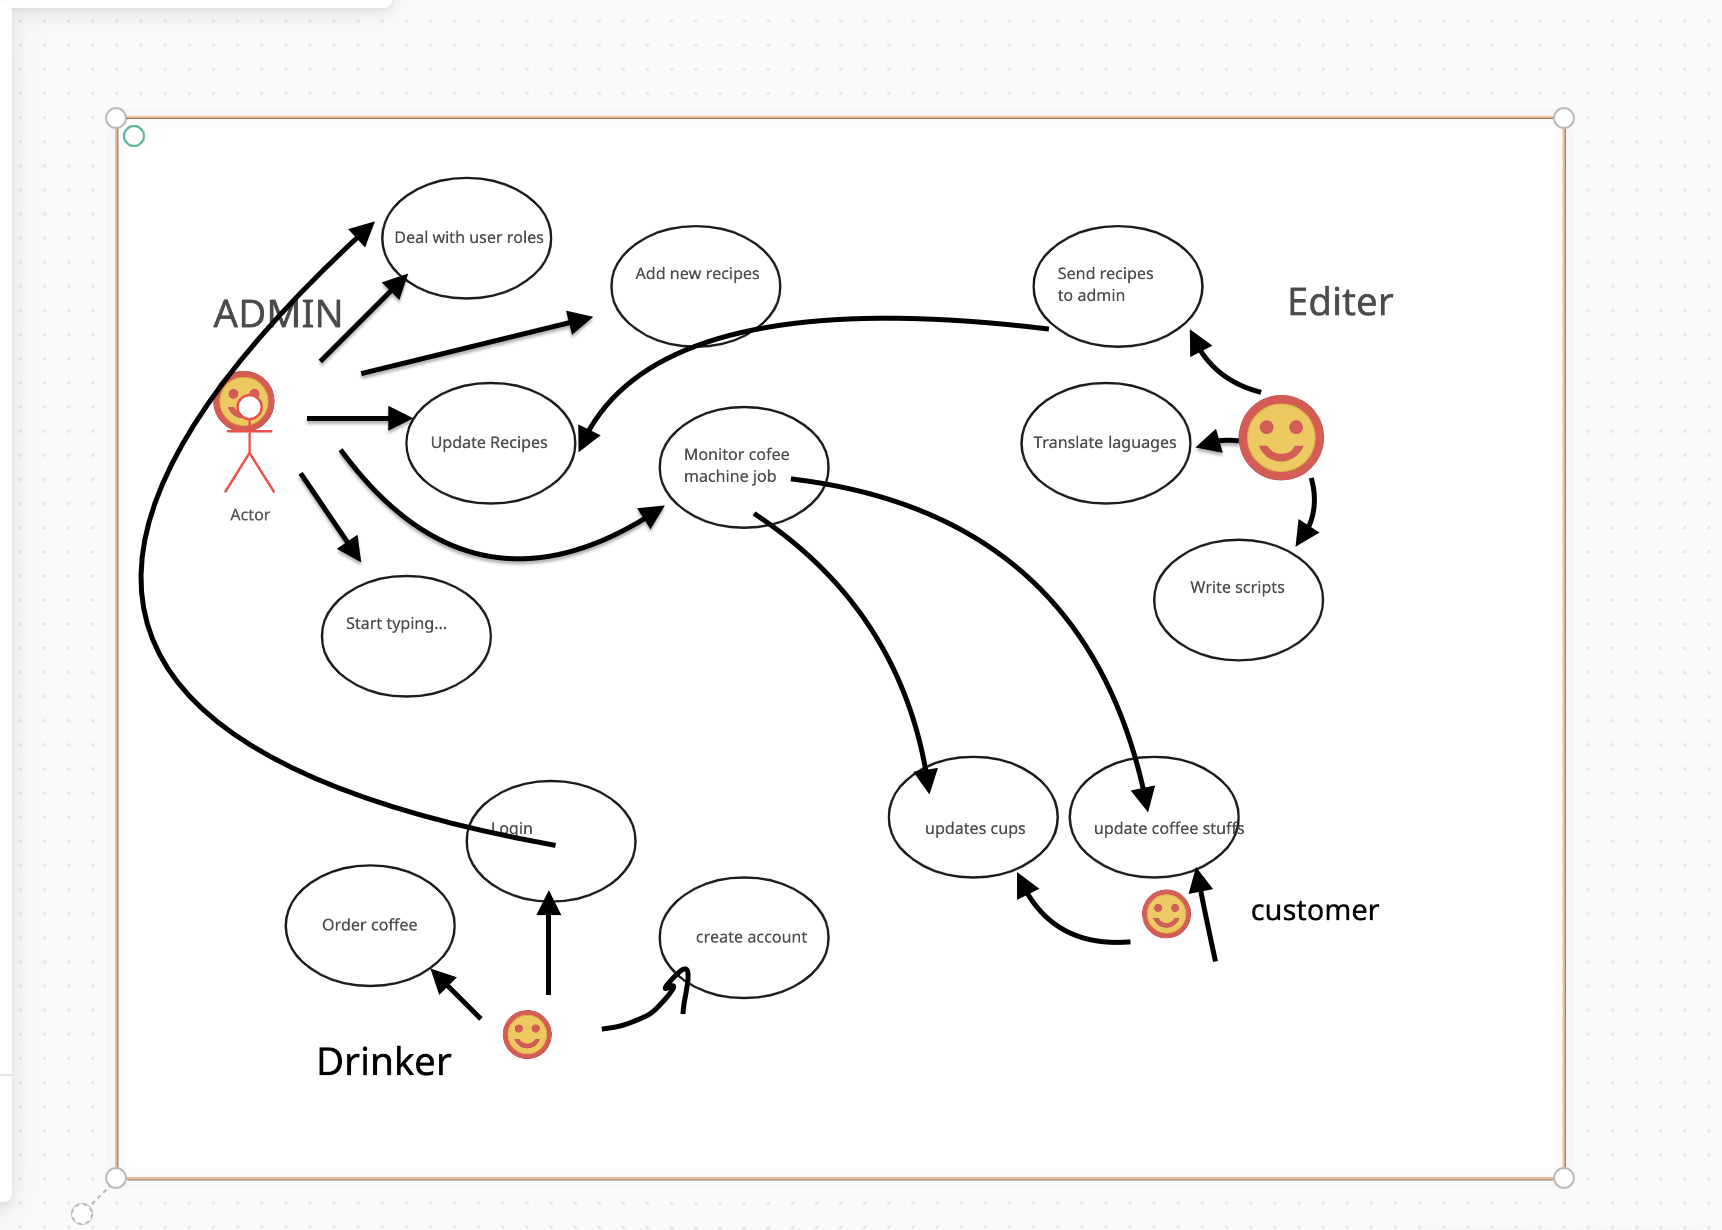 Deal with user roles
Add new recipes
Send recipes
to admin
ADMIN
Editer
Update Recipes
Monitor cofee
machine job
Translate laguages
Actor
Write scripts
Start typing...
Login
updates cups
update coffee stuffs
Order coffee
create account
customer
Drinker